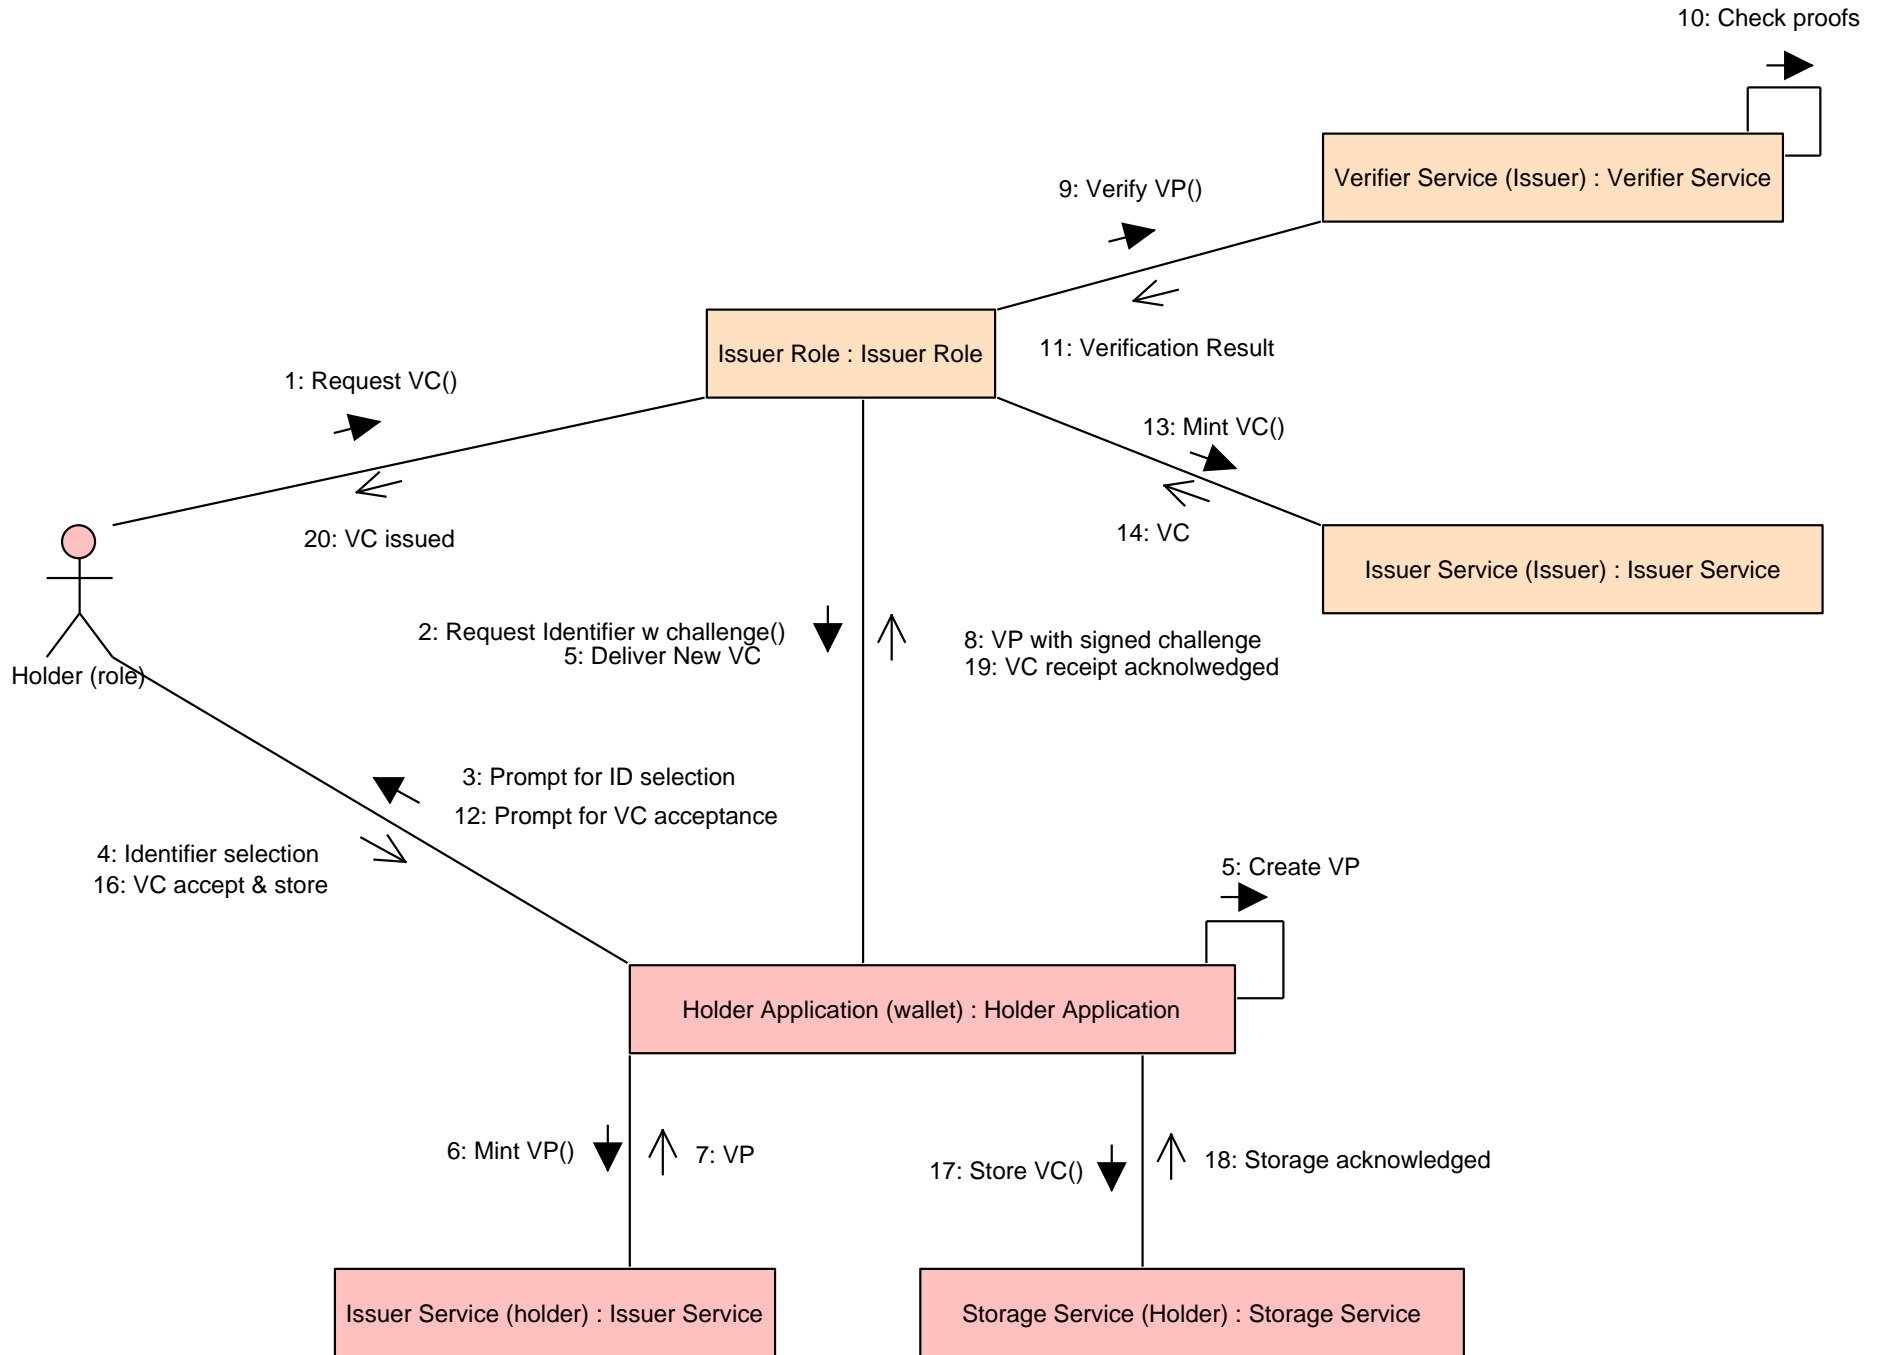 10: Check proofs
Verifier Service (Issuer) : Verifier Service
9: Verify VP()
11: Verification Result
Issuer Role : Issuer Role
1: Request VC()
13: Mint VC()
20: VC issued
14: VC
Issuer Service (Issuer) : Issuer Service
Holder (role)
2: Request Identifier w challenge()
5: Deliver New VC
8: VP with signed challenge
19: VC receipt acknolwedged
3: Prompt for ID selection
12: Prompt for VC acceptance
4: Identifier selection
16: VC accept & store
5: Create VP
Holder Application (wallet) : Holder Application
6: Mint VP()
7: VP
17: Store VC()
18: Storage acknowledged
Issuer Service (holder) : Issuer Service
Storage Service (Holder) : Storage Service